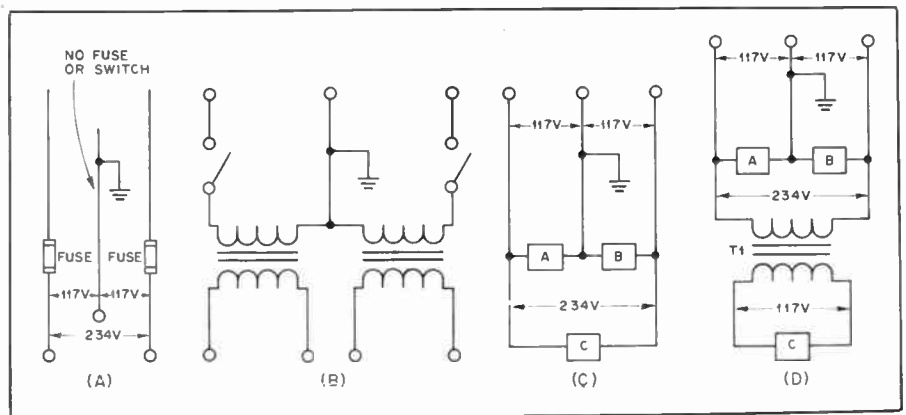 NO FUSE
OR SWITCH
FUSE
FUSE
117V
117V
234V
(A)
(B)
117V
117V
A
B
234V
C
(C)
117V
117V
A
B
234V
T1
117V
C
(D)